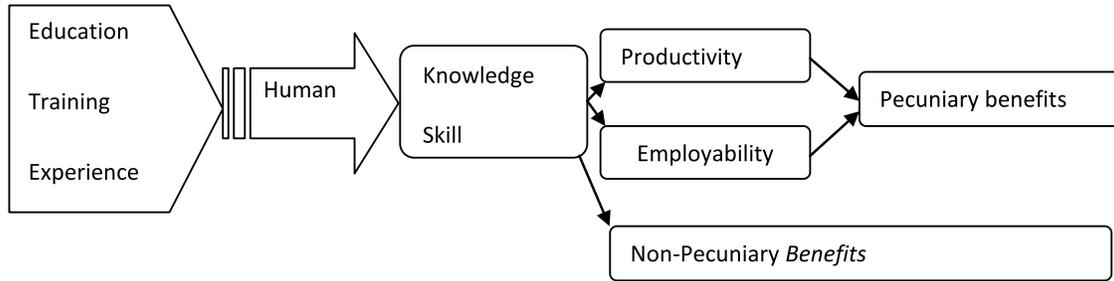 Education
Training
Experience
Human
Knowledge
Skill
Productivity
Employability
Pecuniary benefits
Non-Pecuniary Benefits